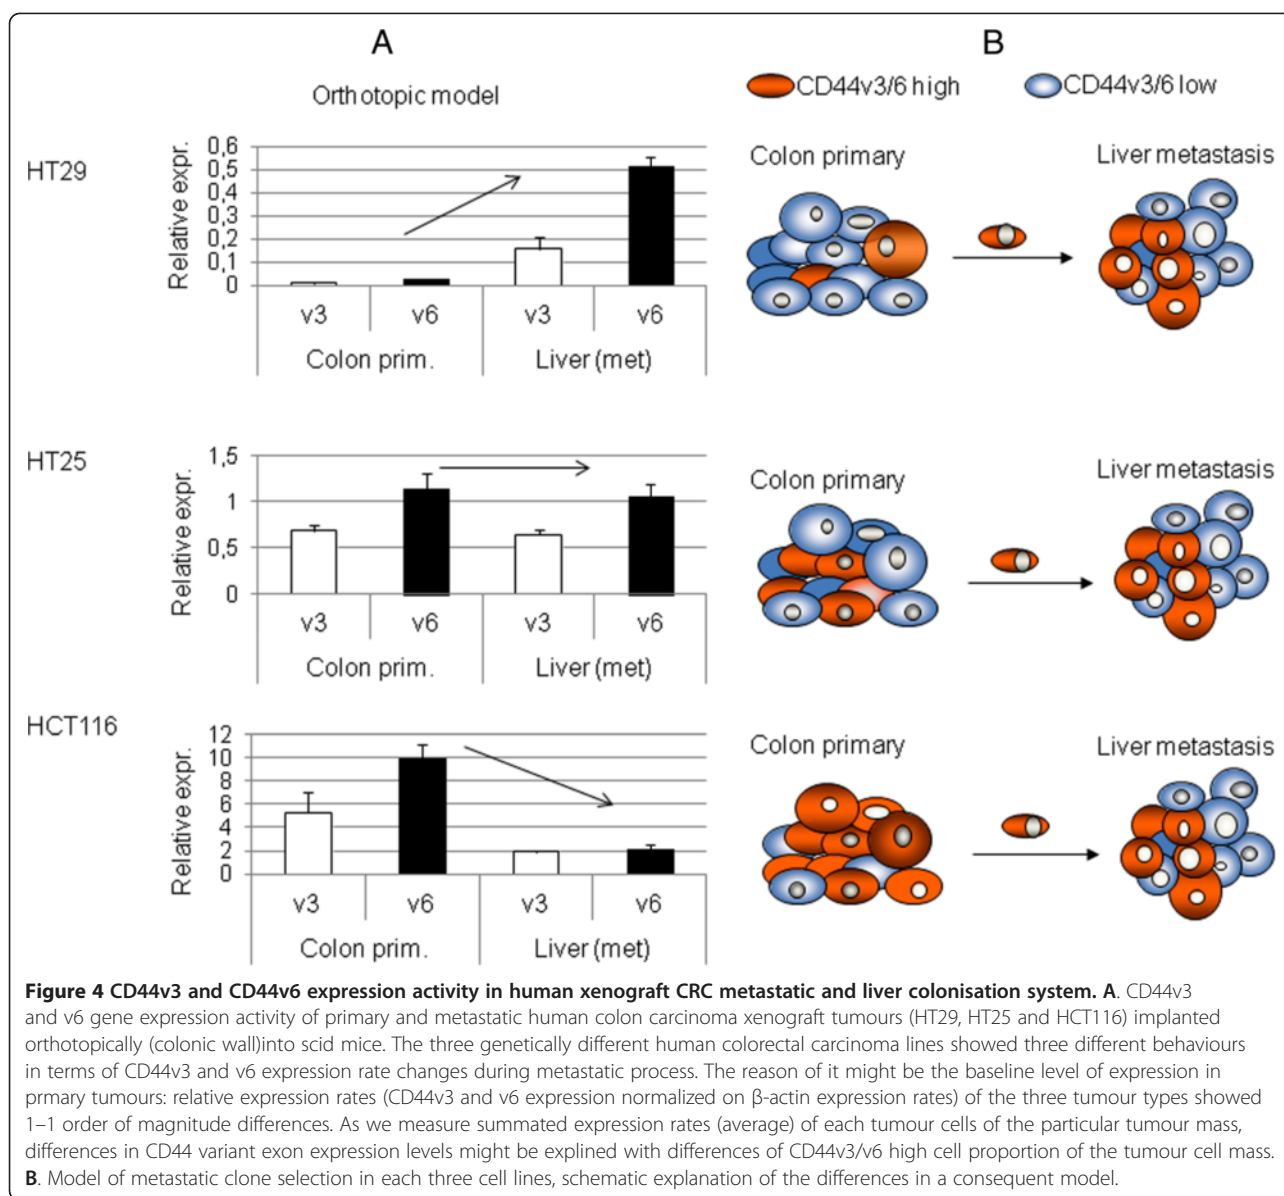 A
B
Orthotopic model
CD44v3/6 high
CD44v3/6 low
HT29
Relative expr.
0,6
0,5
0,4
0,3
0,2
0,1
0
v3
v6
v3
v6
Colon prim.
Liver (met)
Colon primary
Liver metastasis
HT25
Relative expr.
1,5
1
0,5
0
v3
v6
v3
v6
Colon prim.
Liver (met)
Colon primary
Liver metastasis
HCT116
Relative expr.
12
10
8
6
4
2
0
v3
v6
v3
v6
Colon prim.
Liver (met)
Colon primary
Liver metastasis
Figure 4 CD44v3 and CD44v6 expression activity in human xenograft CRC metastatic and liver colonisation system. A. CD44v3
and v6 gene expression activity of primary and metastatic human colon carcinoma xenograft tumours (HT29, HT25 and HCT116) implanted
orthotopically (colonic wall)into scid mice. The three genetically different human colorectal carcinoma lines showed three different behaviours
in terms of CD44v3 and v6 expression rate changes during metastatic process. The reason of it might be the baseline level of expression in
prmary tumours: relative expression rates (CD44v3 and v6 expression normalized on β-actin expression rates) of the three tumour types showed
1–1 order of magnitude differences. As we measure summated expression rates (average) of each tumour cells of the particular tumour mass,
differences in CD44 variant exon expression levels might be explined with differences of CD44v3/v6 high cell proportion of the tumour cell mass.
B. Model of metastatic clone selection in each three cell lines, schematic explanation of the differences in a consequent model.